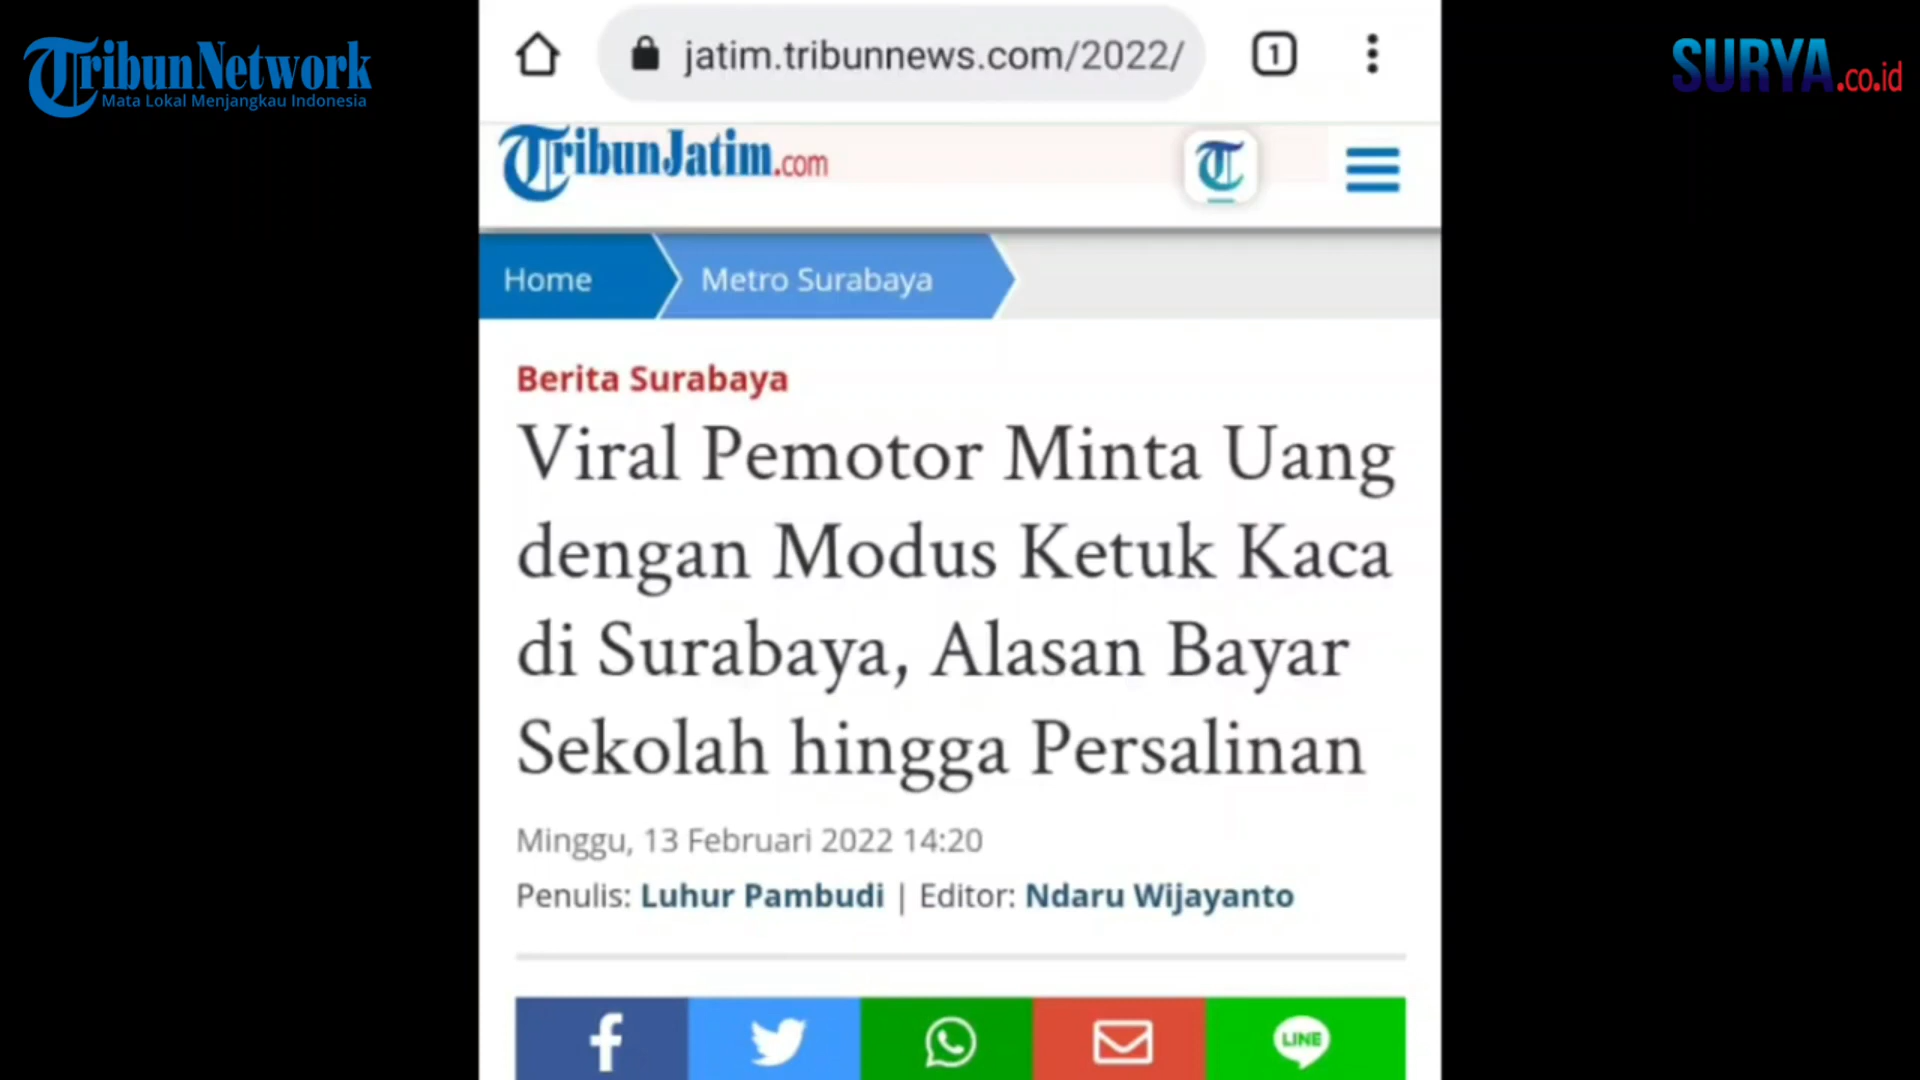 TribunNetwork
Mata Lokal Menjangkau Indonesia
SURYA.co.id
jatim.tribunnews.com/2022/
1
TribunJatim.com
T
Home
Metro Surabaya
Berita Surabaya
Viral Pemotor Minta Uang
dengan Modus Ketuk Kaca
di Surabaya, Alasan Bayar
Sekolah hingga Persalinan
Minggu, 13 Februari 2022 14:20
Penulis: Luhur Pambudi | Editor: Ndaru Wijayanto
f
LINE